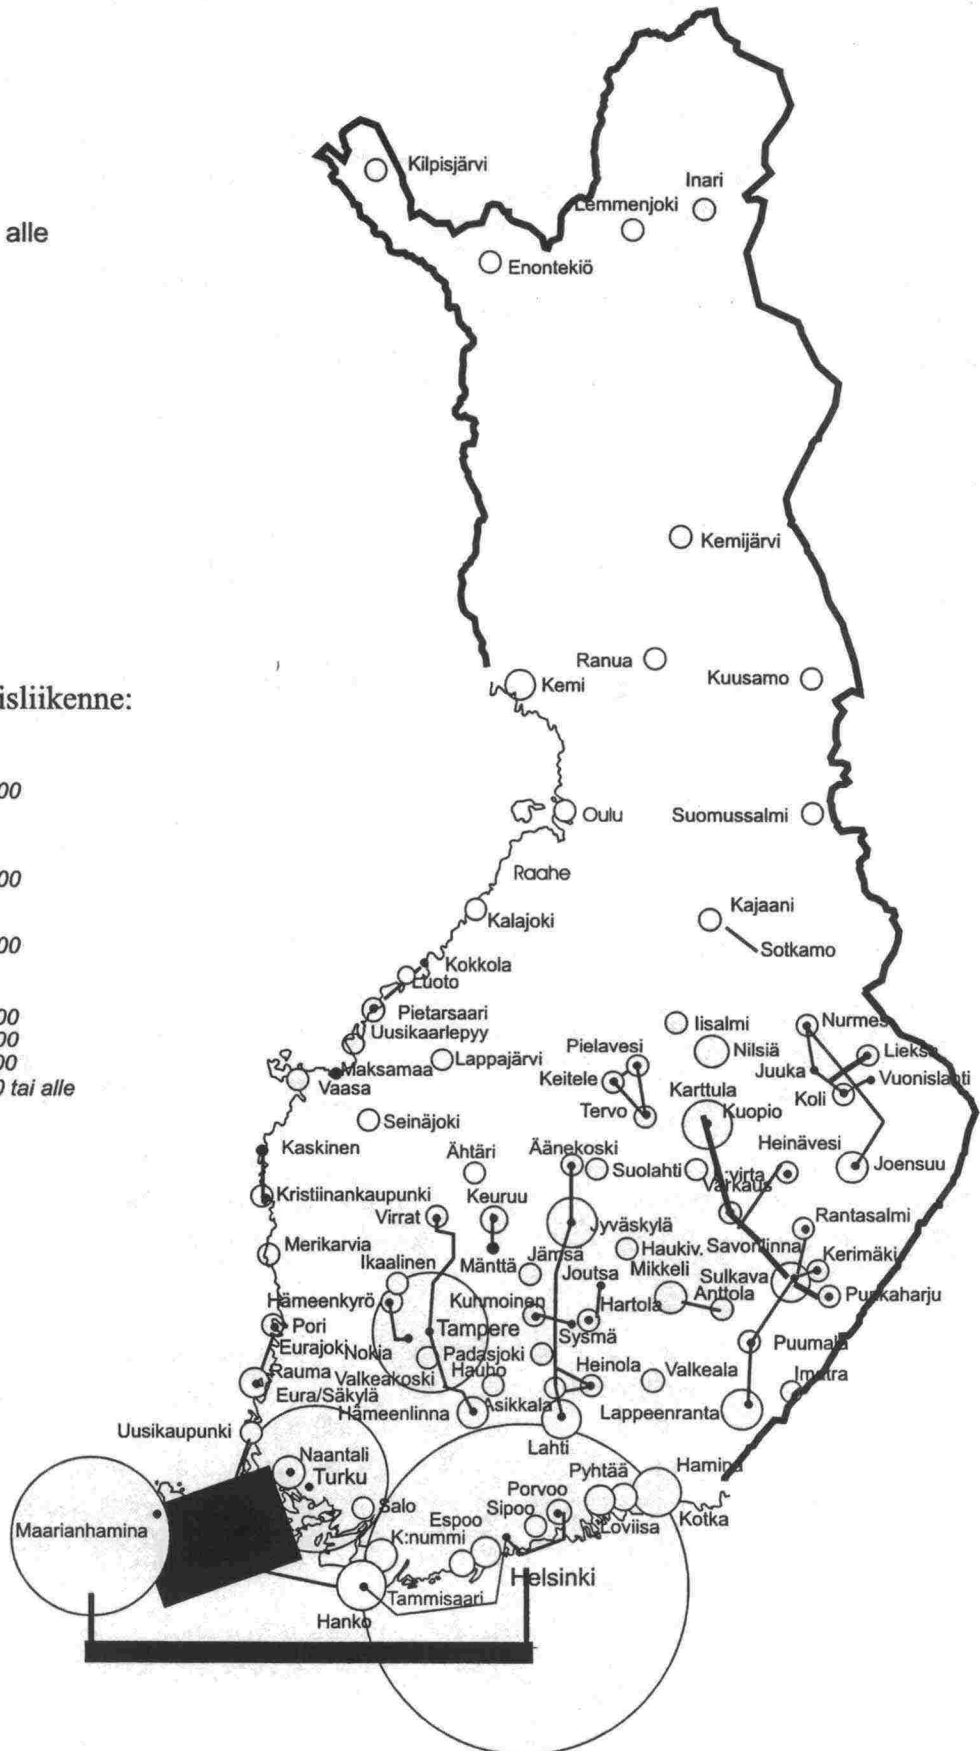 Kilpisjärvi
Inari
Lemmenjoki
alle
Enontekiö
Kemijärvi
Ranua
Kuusamo
Kemi
isliikenne:
00
Oulu
Suomussalmi
00
Raahe
Kajaani
Kalajoki
00
Sotkamo
Kokkola
Luoto
00
Pietarsaari
Iisalmi
Nurmes
00
Uusikaarlepyy
Pielavesi
Nilsiä
Lieksa
00
Maksamaa
Lappajärvi
Keitele
Juuka
Vuonislahti
0 tai alle
Vaasa
Karttula
Koli
Tervo
Kuopio
Seinäjoki
Heinävesi
Kaskinen
Ähtäri
Äänekoski
Suolahti
:virta
Joensuu
Varkaus
Kristiinankaupunki
Keuruu
Virrat
Jyväskylä
Rantasalmi
Merikarvia
Jämsä
Haukiv.
Savonlinna
Kerimäki
Ikaalinen
Mänttä
Joutsa
Mikkeli
Sulkava
Hämeenkyrö
Kuhmoinen
Hartola
Anttola
Punkaharju
Pori
Tampere
Sysmä
Puumala
Eurajoki
Nokia
Padasjoki
Rauma
Valkeakoski
Hauho
Heinola
Valkeala
Imatra
Eura/Säkylä
Hämeenlinna
Asikkala
Lappeenranta
Uusikaupunki
Lahti
Naantali
Turku
Pyhtää
Hamina
Porvoo
Maarianhamina
Salo
Sipoo
Loviisa
Kotka
Espoo
K:nummi
Helsinki
Tammisaari
Hanko